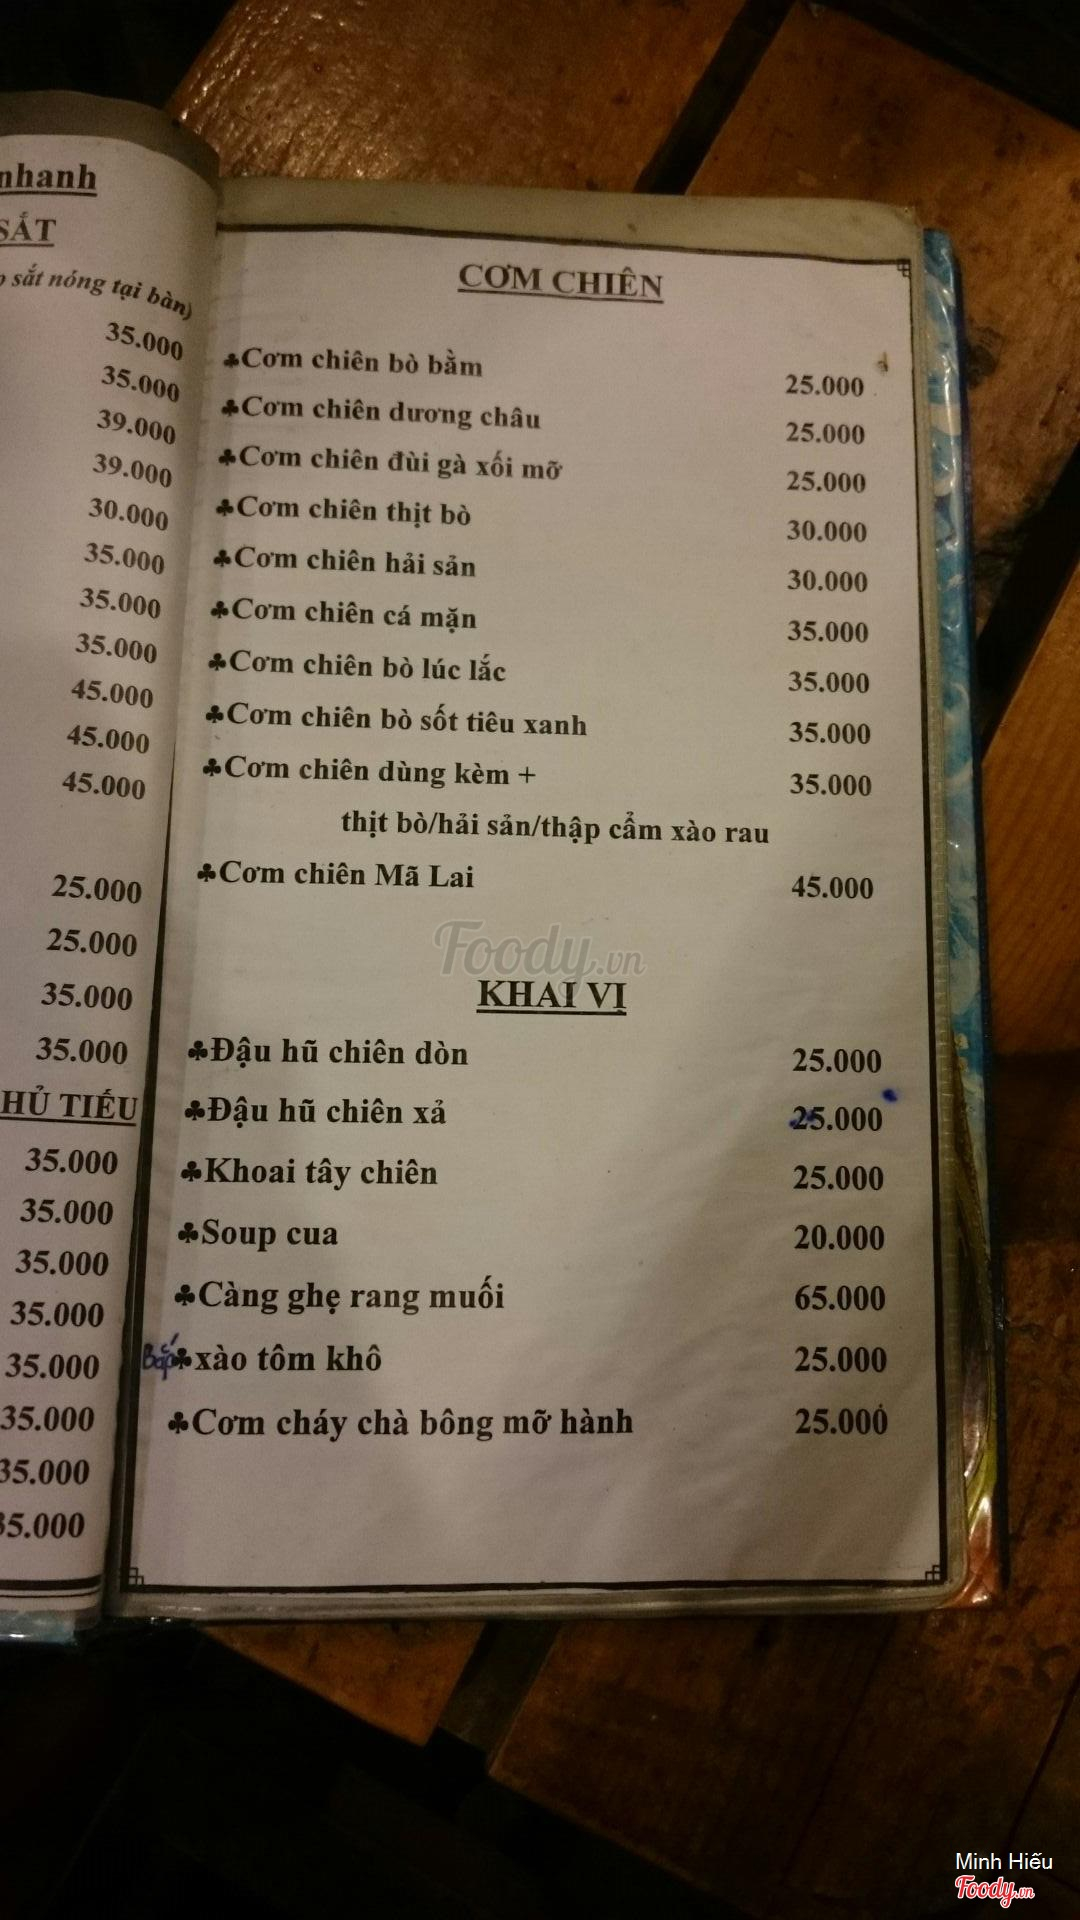 nhanh
SẮT
sắt nóng tại bàn)
35.000
35.000
39.000
39.000
30.000
35.000
35.000
35.000
45.000
45.000
45.000
25.000
25.000
35.000
35.000
HỦ TIẾU
35.000
35.000
35.000
35.000
35.000
35.000
35.000
35.000
CƠM CHIÊN
♣Cơm chiên bò bằm 25.000
♣Cơm chiên dương châu 25.000
♣Cơm chiên đùi gà xối mỡ 25.000
♣Cơm chiên thịt bò 30.000
♣Cơm chiên hải sản 30.000
♣Cơm chiên cá mặn 35.000
♣Cơm chiên bò lúc lắc 35.000
♣Cơm chiên bò sốt tiêu xanh 35.000
♣Cơm chiên dùng kèm + 35.000
thịt bò/hải sản/thập cẩm xào rau
♣Cơm chiên Mã Lai 45.000
Foody.vn
KHAI VỊ
♣Đậu hũ chiên dòn 25.000
♣Đậu hũ chiên xả 25.000
♣Khoai tây chiên 25.000
♣Soup cua 20.000
♣Càng ghẹ rang muối 65.000
Bắp ♣xào tôm khô 25.000
♣Cơm cháy chà bông mỡ hành 25.000
Minh Hiếu
Foody.vn